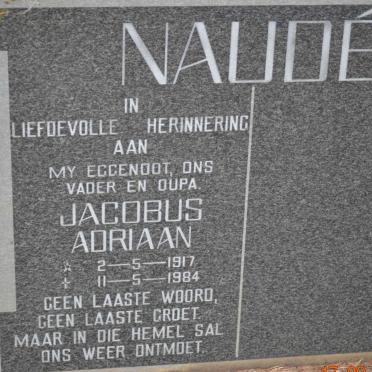 NAUDÉ
IN
LIEFDEVOLLE HERINNERING
AAN
MY EGGENOOT, ONS
VADER EN OUPA.
JACOBUS
ADRIAAN
☆ 2-5-1917
✝ 11-5-1984
GEEN LAASTE WOORD,
GEEN LAASTE GROET.
MAAR IN DIE HEMEL SAL
ONS WEER ONTMOET.